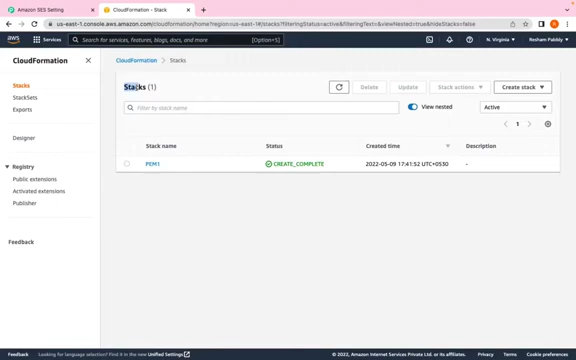 Amazon SES Setting
CloudFormation - Stack
us-east-1.console.aws.amazon.com/cloudformation/home?region=us-east-1#/stacks?filteringStatus=active&filteringText=&viewNested=true&hideStacks=false
aws
Services
Search for services, features, blogs, docs, and more
[Option+S]
N. Virginia
Resham Pabbly
CloudFormation
CloudFormation
Stacks
Stacks
StackSets
Exports
Designer
Registry
Public extensions
Activated extensions
Publisher
Feedback
Stacks (1)
Delete
Update
Stack actions
Create stack
Filter by stack name
View nested
Active
1
Stack name
Status
Created time
Description
PEM1
CREATE_COMPLETE
2022-05-09 17:41:52 UTC+0530
-
Feedback
Looking for language selection? Find it in the new Unified Settings
© 2022, Amazon Internet Services Private Ltd. or its affiliates.
Privacy
Terms
Cookie preferences